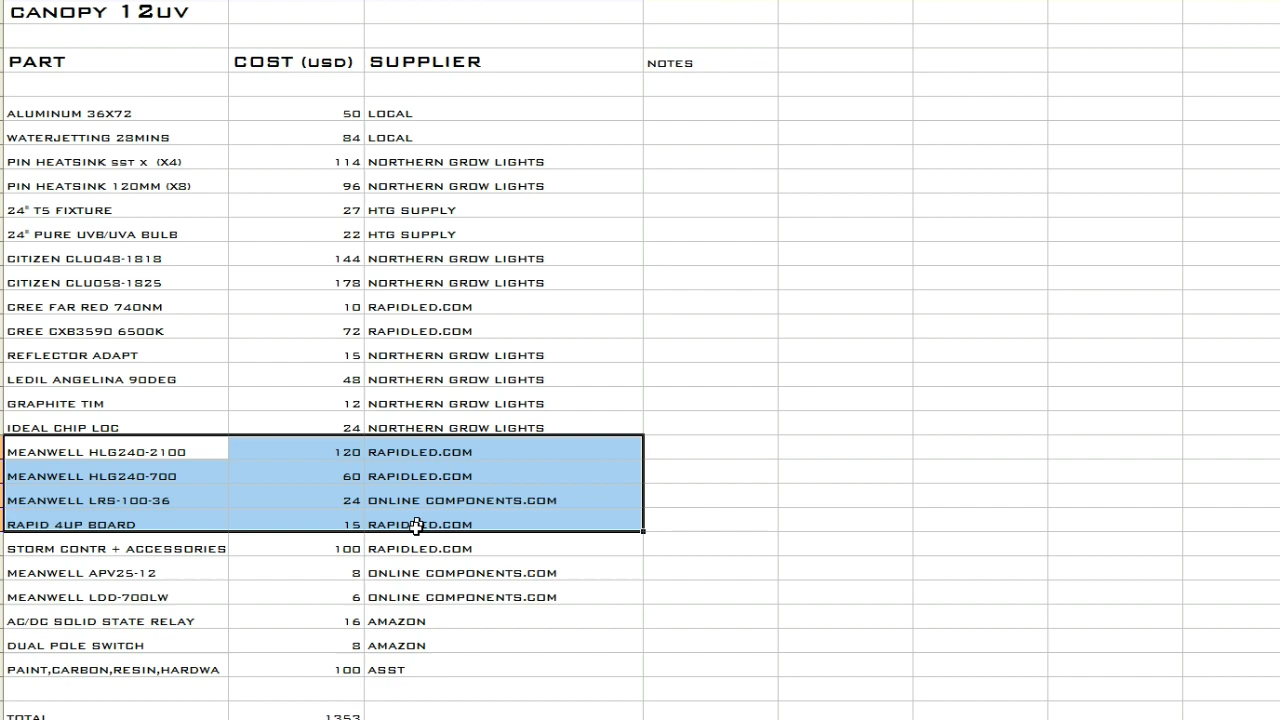 CANOPY 12UV
PART COST (USD) SUPPLIER NOTES
ALUMINUM 36X72 50 LOCAL
WATERJETTING 28MINS 84 LOCAL
PIN HEATSINK SST X (X4) 114 NORTHERN GROW LIGHTS
PIN HEATSINK 120MM (X8) 96 NORTHERN GROW LIGHTS
24" T5 FIXTURE 27 HTG SUPPLY
24" PURE UVB/UVA BULB 22 HTG SUPPLY
CITIZEN CLU048-1818 144 NORTHERN GROW LIGHTS
CITIZEN CLU058-1825 178 NORTHERN GROW LIGHTS
CREE FAR RED 740NM 10 RAPIDLED.COM
CREE CXB3590 6500K 72 RAPIDLED.COM
REFLECTOR ADAPT 15 NORTHERN GROW LIGHTS
LEDIL ANGELINA 90DEG 48 NORTHERN GROW LIGHTS
GRAPHITE TIM 12 NORTHERN GROW LIGHTS
IDEAL CHIP LOC 24 NORTHERN GROW LIGHTS
MEANWELL HLG240-2100 120 RAPIDLED.COM
MEANWELL HLG240-700 60 RAPIDLED.COM
MEANWELL LRS-100-36 24 ONLINE COMPONENTS.COM
RAPID 4UP BOARD 15 RAPIDLED.COM
STORM CONTR + ACCESSORIES 100 RAPIDLED.COM
MEANWELL APV25-12 8 ONLINE COMPONENTS.COM
MEANWELL LDD-700LW 6 ONLINE COMPONENTS.COM
AC/DC SOLID STATE RELAY 16 AMAZON
DUAL POLE SWITCH 8 AMAZON
PAINT,CARBON,RESIN,HARDWA 100 ASST
TOTAL 1353